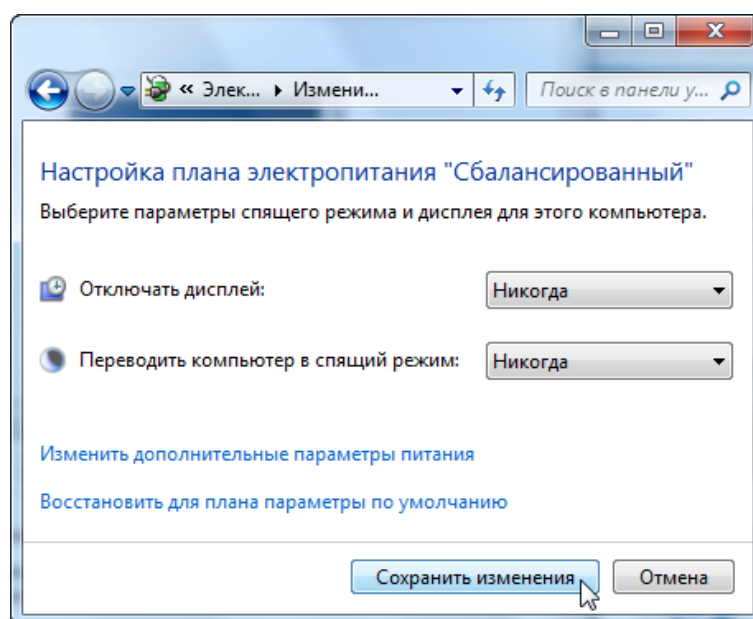 « Элек... Измени... Поиск в панели у...
Настройка плана электропитания "Сбалансированный"
Выберите параметры спящего режима и дисплея для этого компьютера.
Отключать дисплей: Никогда
Переводить компьютер в спящий режим: Никогда
Изменить дополнительные параметры питания
Восстановить для плана параметры по умолчанию
Сохранить изменения Отмена